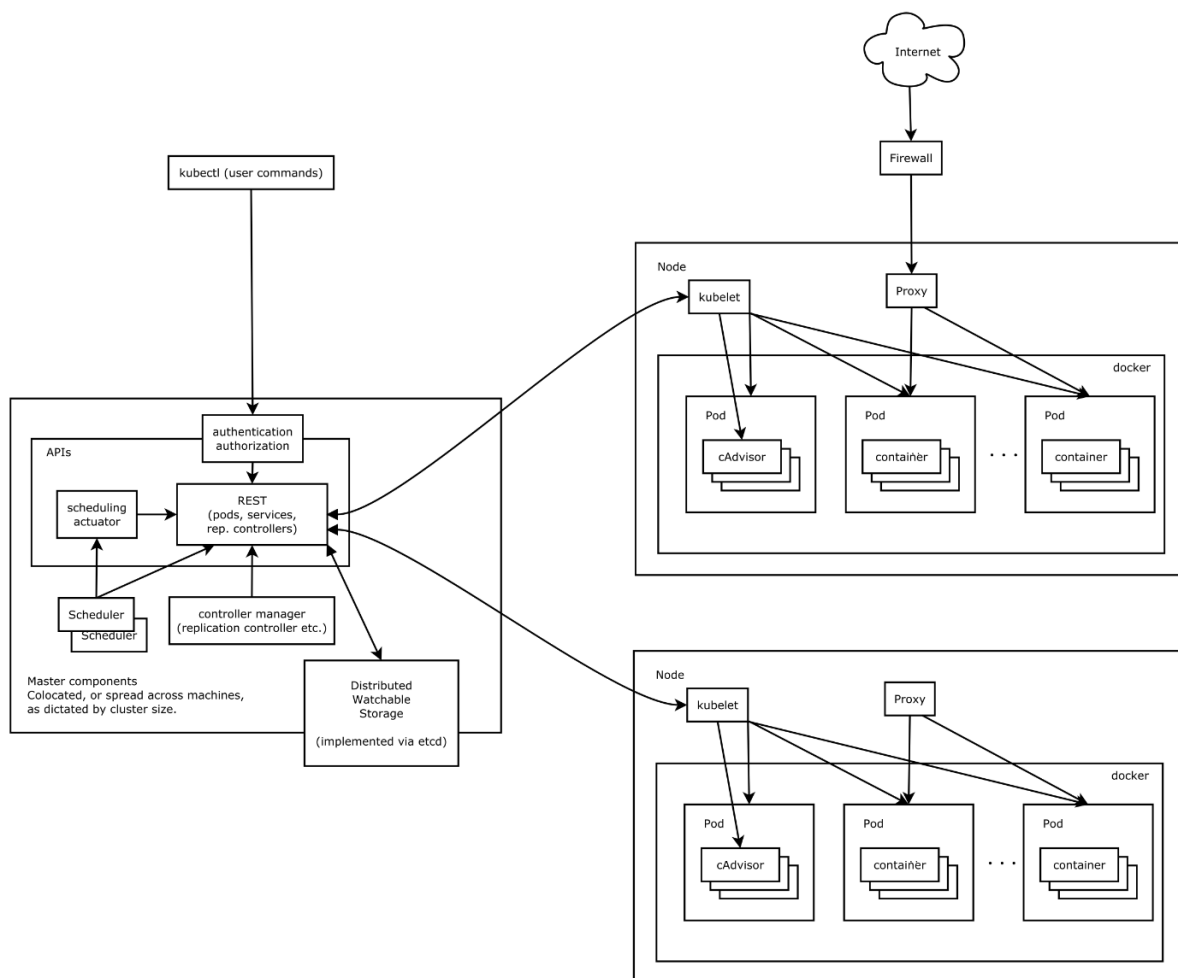 Internet
Firewall
kubectl (user commands)
Node
kubelet
Proxy
docker
Pod
Pod
Pod
cAdvisor
container
. . .
container
authentication
authorization
APIs
scheduling
actuator
REST
(pods, services,
rep. controllers)
Scheduler
Scheduler
controller manager
(replication controller etc.)
Master components
Colocated, or spread across machines,
as dictated by cluster size.
Distributed
Watchable
Storage
(implemented via etcd)
Node
kubelet
Proxy
docker
Pod
Pod
Pod
cAdvisor
container
. . .
container